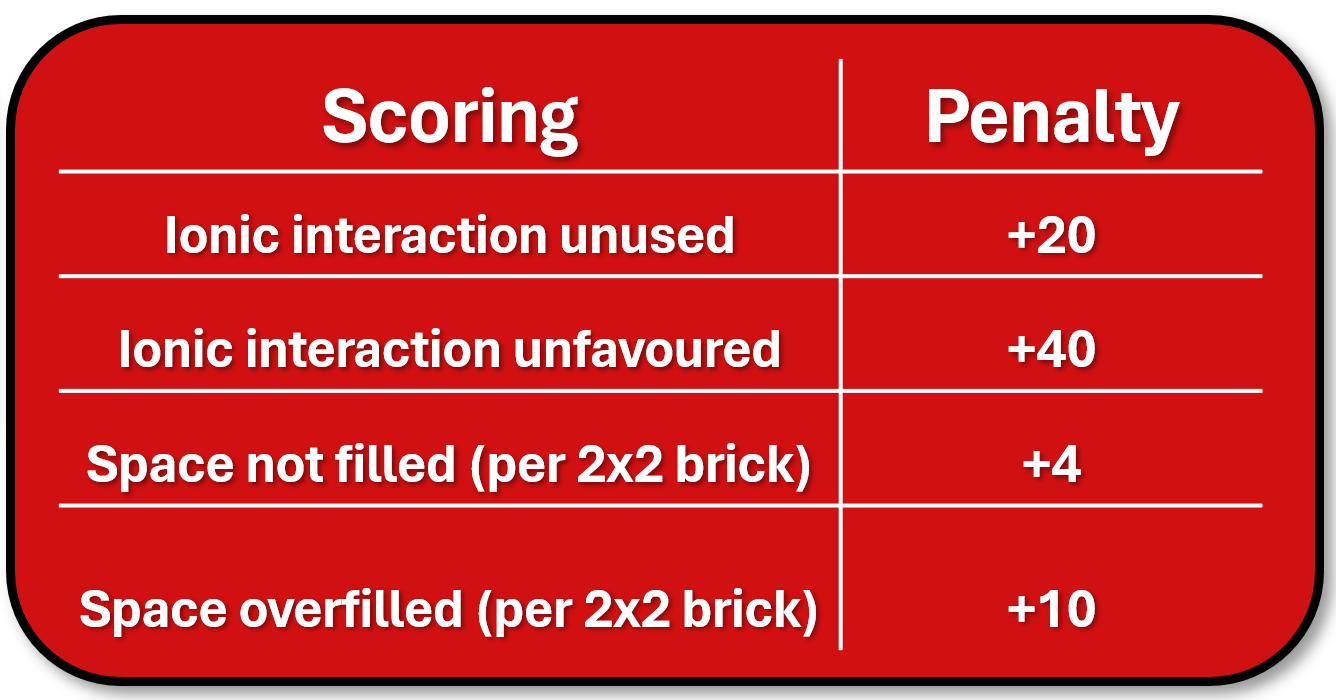 Scoring Penalty
Ionic interaction unused +20
Ionic interaction unfavoured +40
Space not filled (per 2x2 brick) +4
Space overfilled (per 2x2 brick) +10